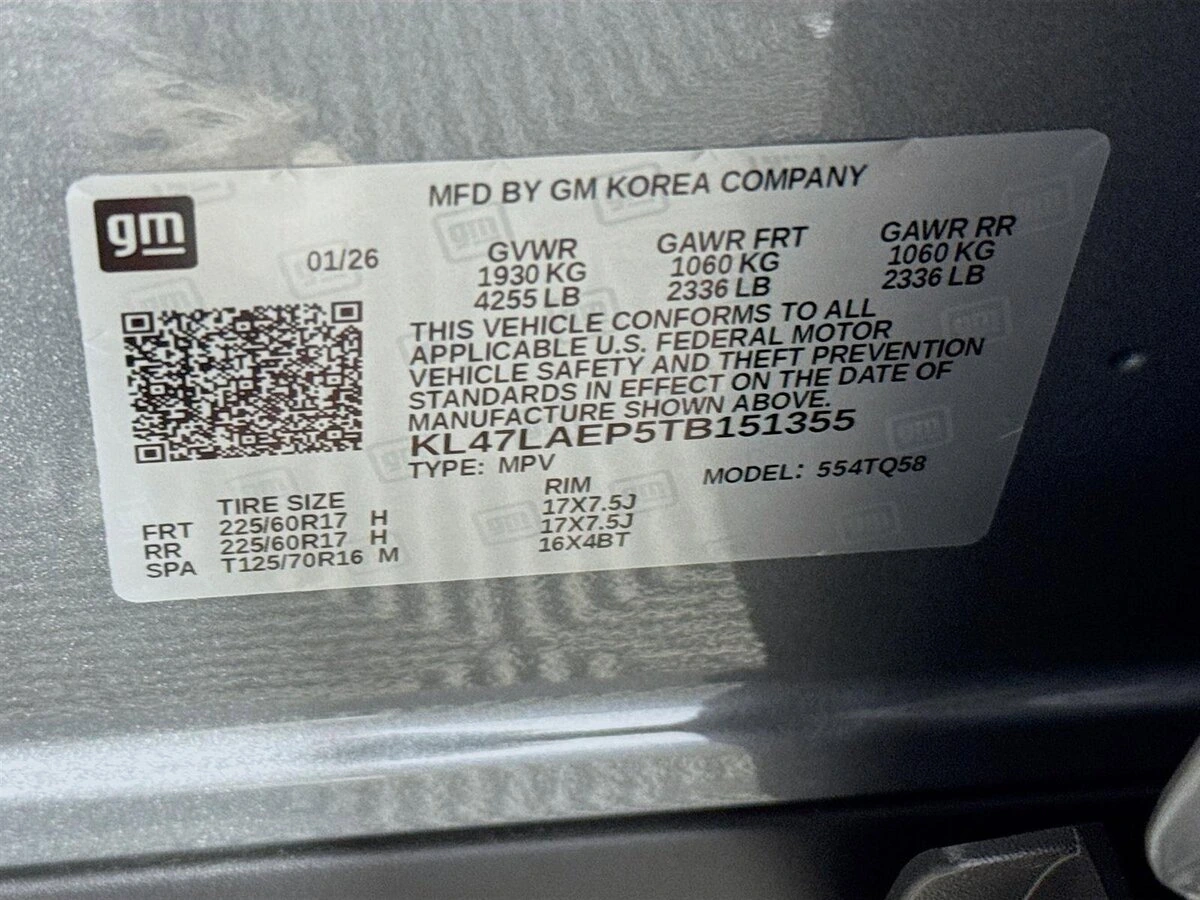 gm
MFD BY GM KOREA COMPANY
01/26
GVWR GAWR FRT GAWR RR
1930 KG 1060 KG 1060 KG
4255 LB 2336 LB 2336 LB
THIS VEHICLE CONFORMS TO ALL
APPLICABLE U.S. FEDERAL MOTOR
VEHICLE SAFETY AND THEFT PREVENTION
STANDARDS IN EFFECT ON THE DATE OF
MANUFACTURE SHOWN ABOVE.
KL47LAEP5TB151355
TYPE: MPV MODEL: 554TQ58
TIRE SIZE RIM
FRT 225/60R17 H 17X7.5J
RR 225/60R17 H 17X7.5J
SPA T125/70R16 M 16X4BT